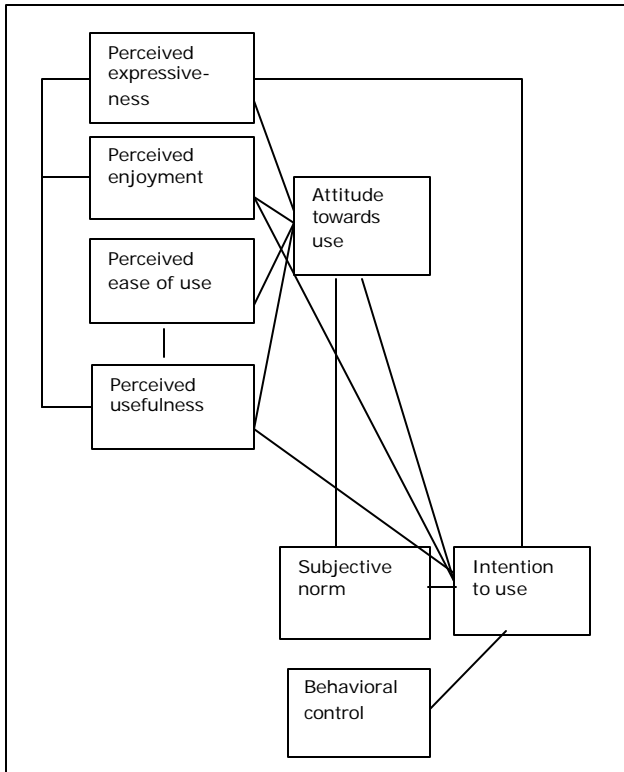 Perceived
expressive-
ness
Perceived
enjoyment
Attitude
towards
use
Perceived
ease of use
Perceived
usefulness
Subjective
norm
Intention
to use
Behavioral
control